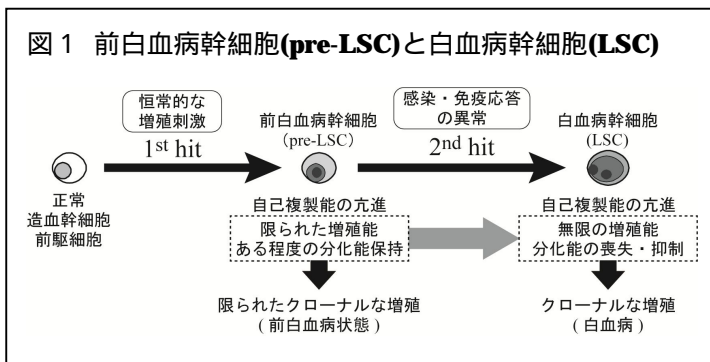 図1 前白血病幹細胞(pre-LSC)と白血病幹細胞(LSC)
恒常的な
増殖刺激
1st hit
前白血病幹細胞
(pre-LSC)
感染・免疫応答
の異常
2nd hit
白血病幹細胞
(LSC)
正常
造血幹細胞
前駆細胞
自己複製能の亢進
限られた増殖能
ある程度の分化能保持
限られたクローナルな増殖
(前白血病状態)
自己複製能の亢進
無限の増殖能
分化能の喪失・抑制
クローナルな増殖
(白血病)